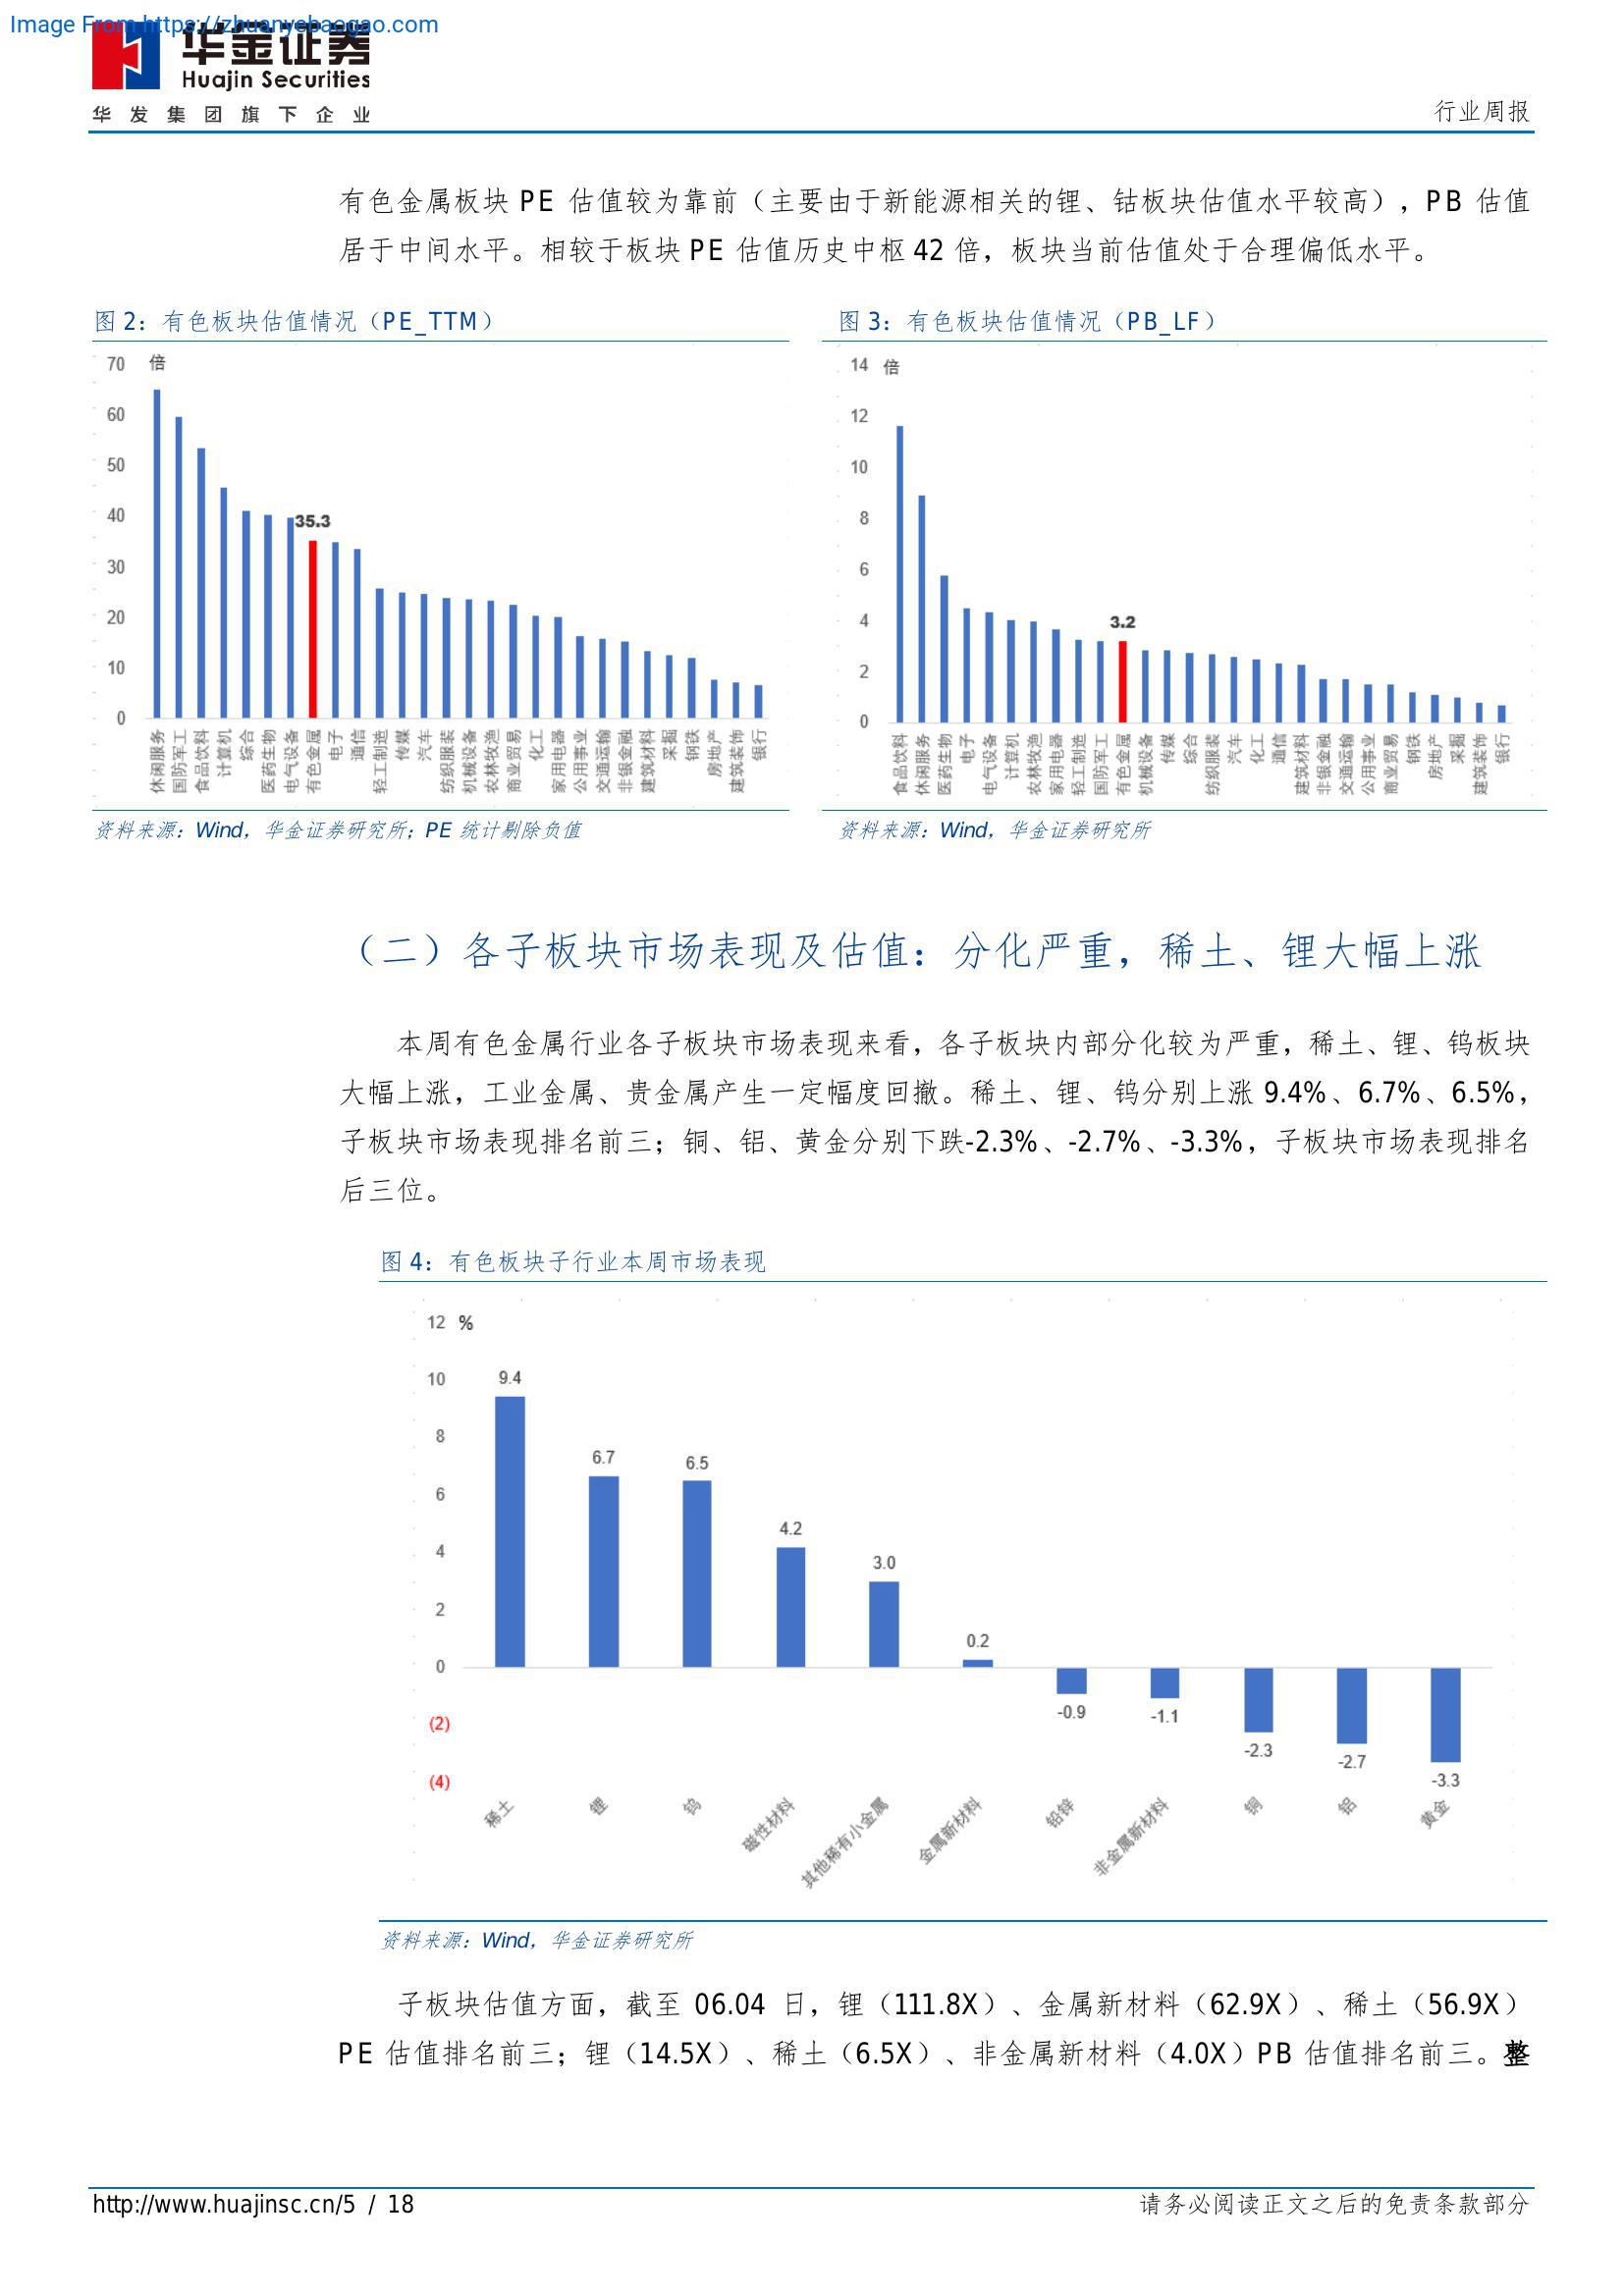 Image From https://zhuanyebaogao.com
华金证券
Huajin Securities
华发集团旗下企业
行业周报
有色金属板块 PE 估值较为靠前（主要由于新能源相关的锂、钴板块估值水平较高），PB 估值
居于中间水平。相较于板块 PE 估值历史中枢 42 倍，板块当前估值处于合理偏低水平。
图 2：有色板块估值情况（PE_TTM）
70
倍
60
50
40
30
20
10
0
35.3
休闲服务
国防军工
食品饮料
计算机
综合
医药生物
电气设备
有色金属
电子
通信
轻工制造
传媒
汽车
纺织服装
机械设备
农林牧渔
商业贸易
化工
家用电器
公用事业
交通运输
非银金融
建筑材料
采掘
钢铁
房地产
建筑装饰
银行
资料来源：Wind，华金证券研究所；PE 统计剔除负值
图 3：有色板块估值情况（PB_LF）
14
倍
12
10
8
6
4
2
0
3.2
食品饮料
休闲服务
医药生物
电子
电气设备
计算机
农林牧渔
家用电器
轻工制造
国防军工
有色金属
机械设备
传媒
综合
纺织服装
汽车
化工
通信
建筑材料
非银金融
交通运输
公用事业
商业贸易
钢铁
房地产
采掘
建筑装饰
银行
资料来源：Wind，华金证券研究所
（二）各子板块市场表现及估值：分化严重，稀土、锂大幅上涨
本周有色金属行业各子板块市场表现来看，各子板块内部分化较为严重，稀土、锂、钨板块
大幅上涨，工业金属、贵金属产生一定幅度回撤。稀土、锂、钨分别上涨 9.4%、6.7%、6.5%，
子板块市场表现排名前三；铜、铝、黄金分别下跌-2.3%、-2.7%、-3.3%，子板块市场表现排名
后三位。
图 4：有色板块子行业本周市场表现
12
%
10
8
6
4
2
0
(2)
(4)
9.4
6.7
6.5
4.2
3.0
0.2
-0.9
-1.1
-2.3
-2.7
-3.3
稀土
锂
钨
磁性材料
其他稀有小金属
金属新材料
铅锌
非金属新材料
铜
铝
黄金
资料来源：Wind，华金证券研究所
子板块估值方面，截至 06.04 日，锂（111.8X）、金属新材料（62.9X）、稀土（56.9X）
PE 估值排名前三；锂（14.5X）、稀土（6.5X）、非金属新材料（4.0X）PB 估值排名前三。整
http://www.huajinsc.cn/5 / 18
请务必阅读正文之后的免责条款部分